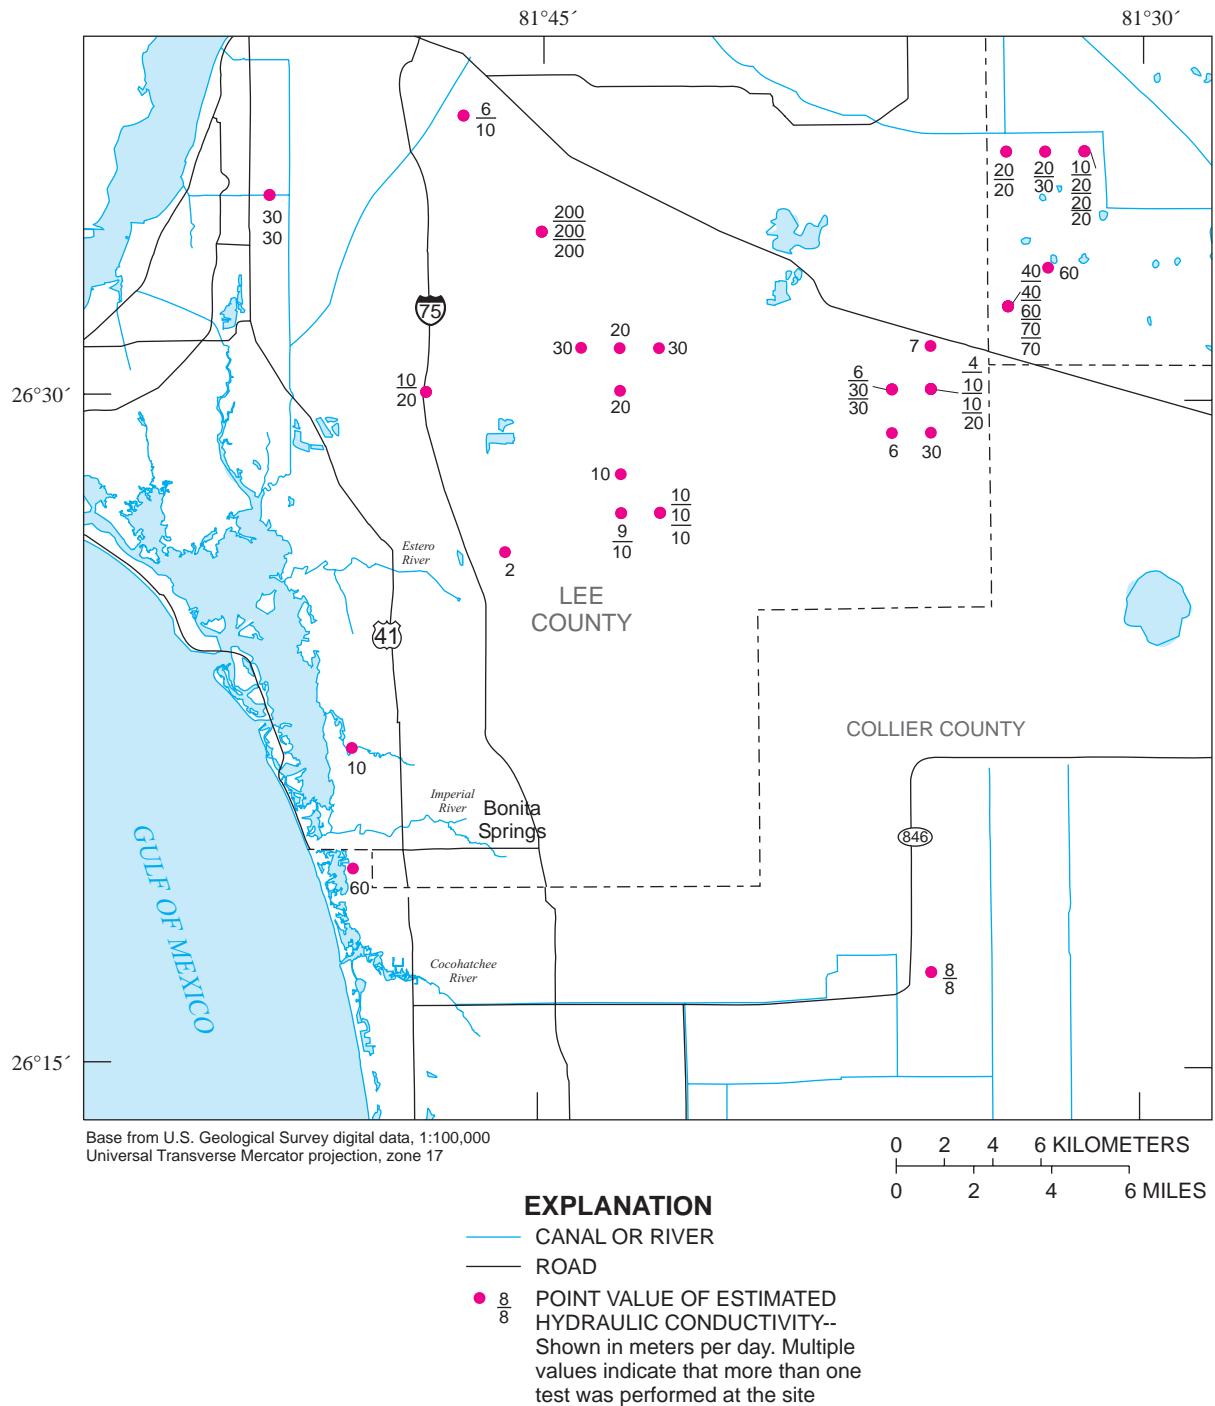 81°45´ 81°30´
6
10
20
20
20
30
10
20
20
20
30
30
200
200
200
60
40
40
60
70
70
75
20
30
30
7
10
20
20
6
30
30
4
10
10
20
26°30´
6
30
10
9
10
10
10
10
2
Estero
River
LEE
COUNTY
41
COLLIER COUNTY
10
Imperial
River
Bonita
Springs
846
GULF OF MEXICO
60
Cocohatchee
River
8
8
26°15´
Base from U.S. Geological Survey digital data, 1:100,000
Universal Transverse Mercator projection, zone 17
0 2 4 6 KILOMETERS
0 2 4 6 MILES
EXPLANATION
CANAL OR RIVER
ROAD
8
8
POINT VALUE OF ESTIMATED
HYDRAULIC CONDUCTIVITY--
Shown in meters per day. Multiple
values indicate that more than one
test was performed at the site